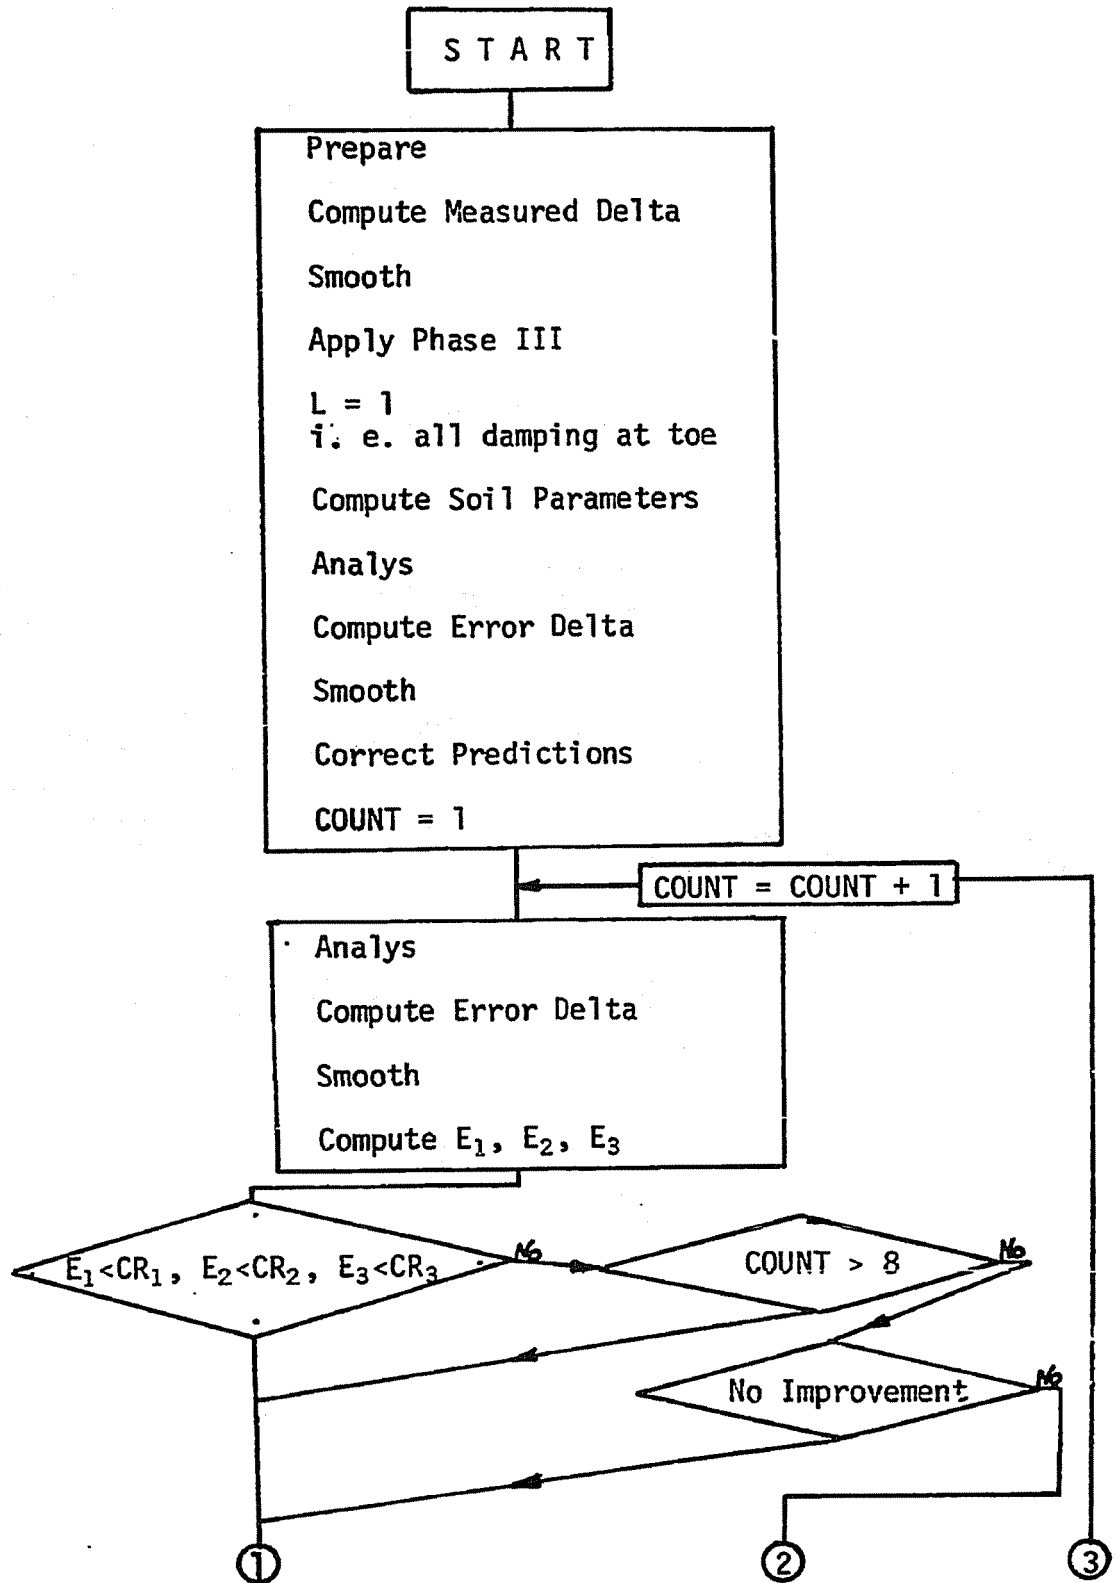 S T A R T
Prepare
Compute Measured Delta
Smooth
Apply Phase III
L = 1
i. e. all damping at toe
Compute Soil Parameters
Analys
Compute Error Delta
Smooth
Correct Predictions
COUNT = 1
COUNT = COUNT + 1
Analys
Compute Error Delta
Smooth
Compute E₁, E₂, E₃
E₁<CR₁, E₂<CR₂, E₃<CR₃
No
COUNT > 8
No
No Improvement
No
1
2
3